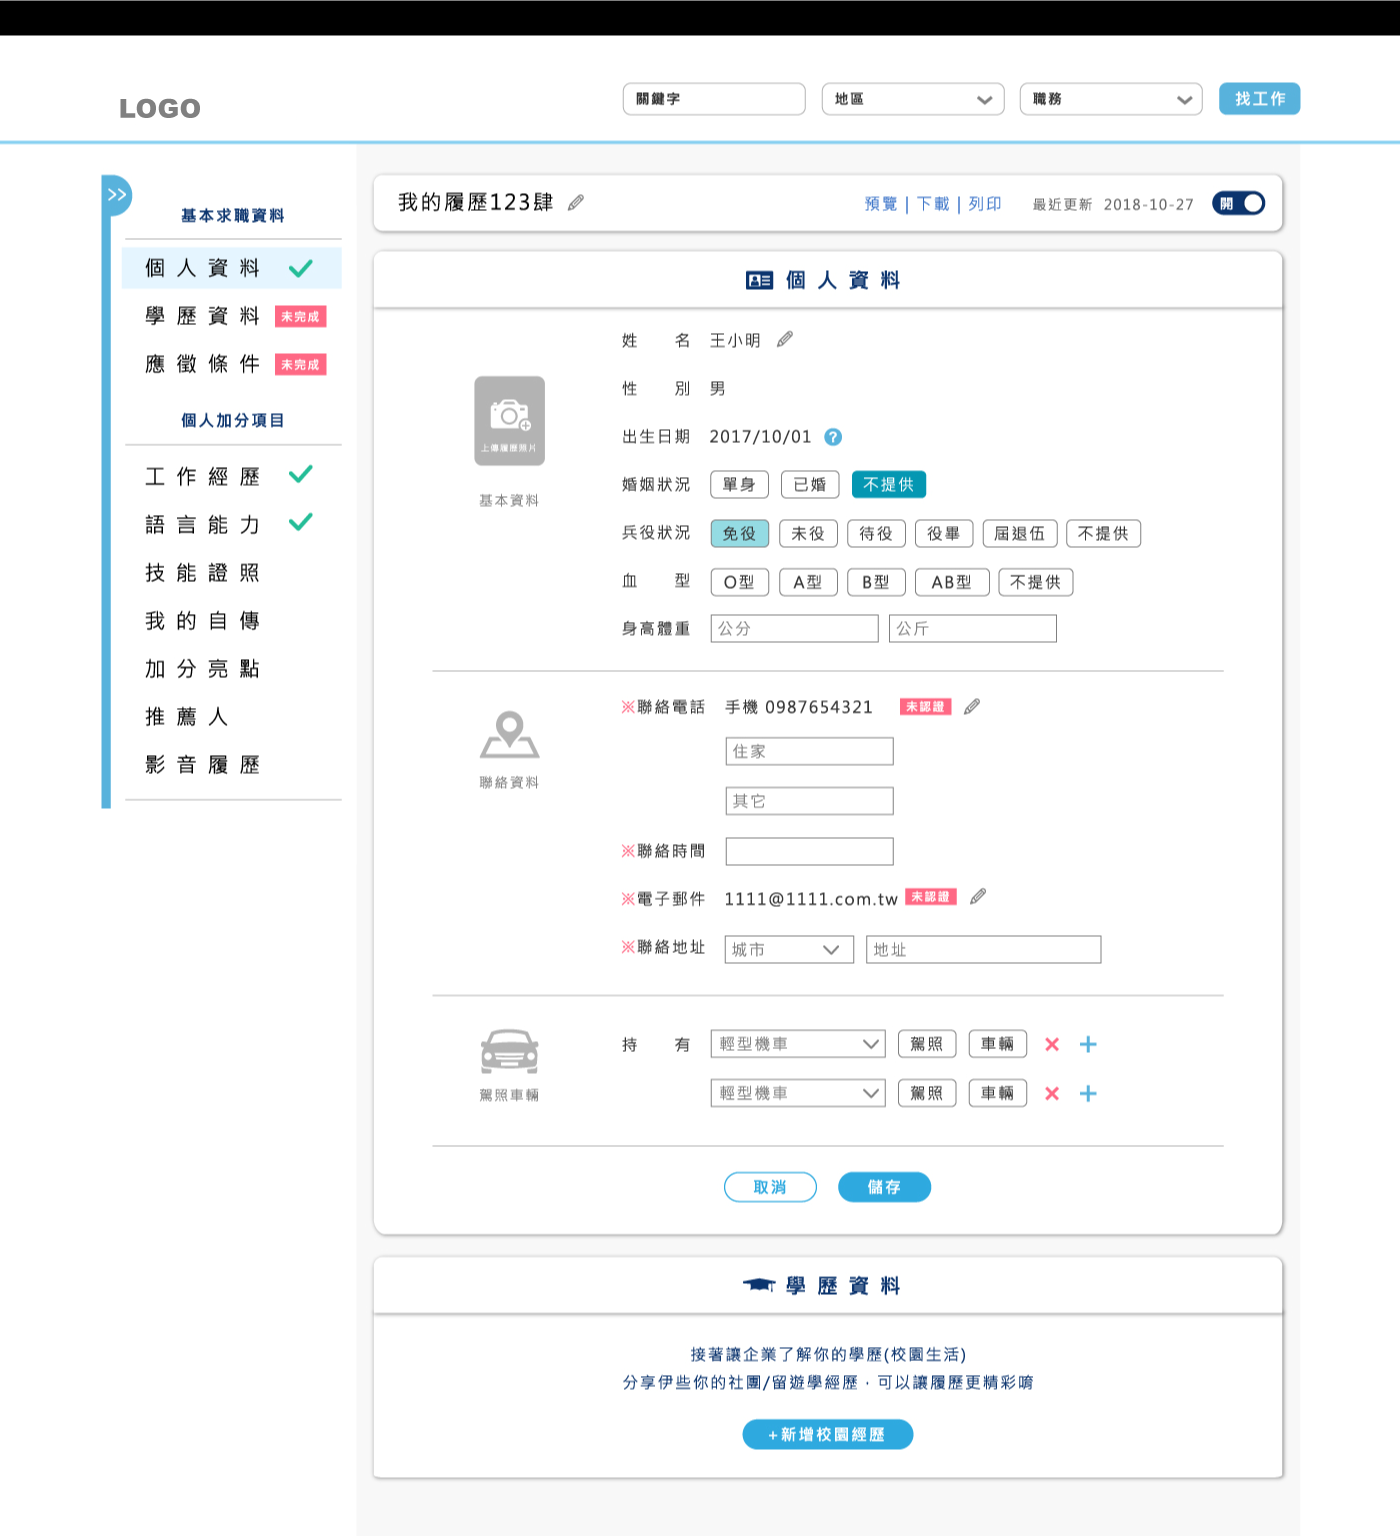 LOGO
關鍵字 地區 職務 找工作
>>
基本求職資料
個人資料
學歷資料 未完成
應徵條件 未完成
個人加分項目
工作經歷
語言能力
技能證照
我的自傳
加分亮點
推薦人
影音履歷
我的履歷123肆 預覽 | 下載 | 列印 最近更新 2018-10-27 開
個人資料
上傳履歷照片
基本資料
姓 名 王小明
性 別 男
出生日期 2017/10/01 ?
婚姻狀況 單身 已婚 不提供
兵役狀況 免役 未役 待役 役畢 屆退伍 不提供
血 型 O型 A型 B型 AB型 不提供
身高體重 公分 公斤
聯絡資料
※聯絡電話 手機 0987654321 未認證
住家
其它
※聯絡時間
※電子郵件 1111@1111.com.tw 未認證
※聯絡地址 城市 地址
駕照車輛
持 有 輕型機車 駕照 車輛
輕型機車 駕照 車輛
取消 儲存
學歷資料
接著讓企業了解你的學歷(校園生活)
分享伊些你的社團/留遊學經歷，可以讓履歷更精彩唷
+新增校園經歷